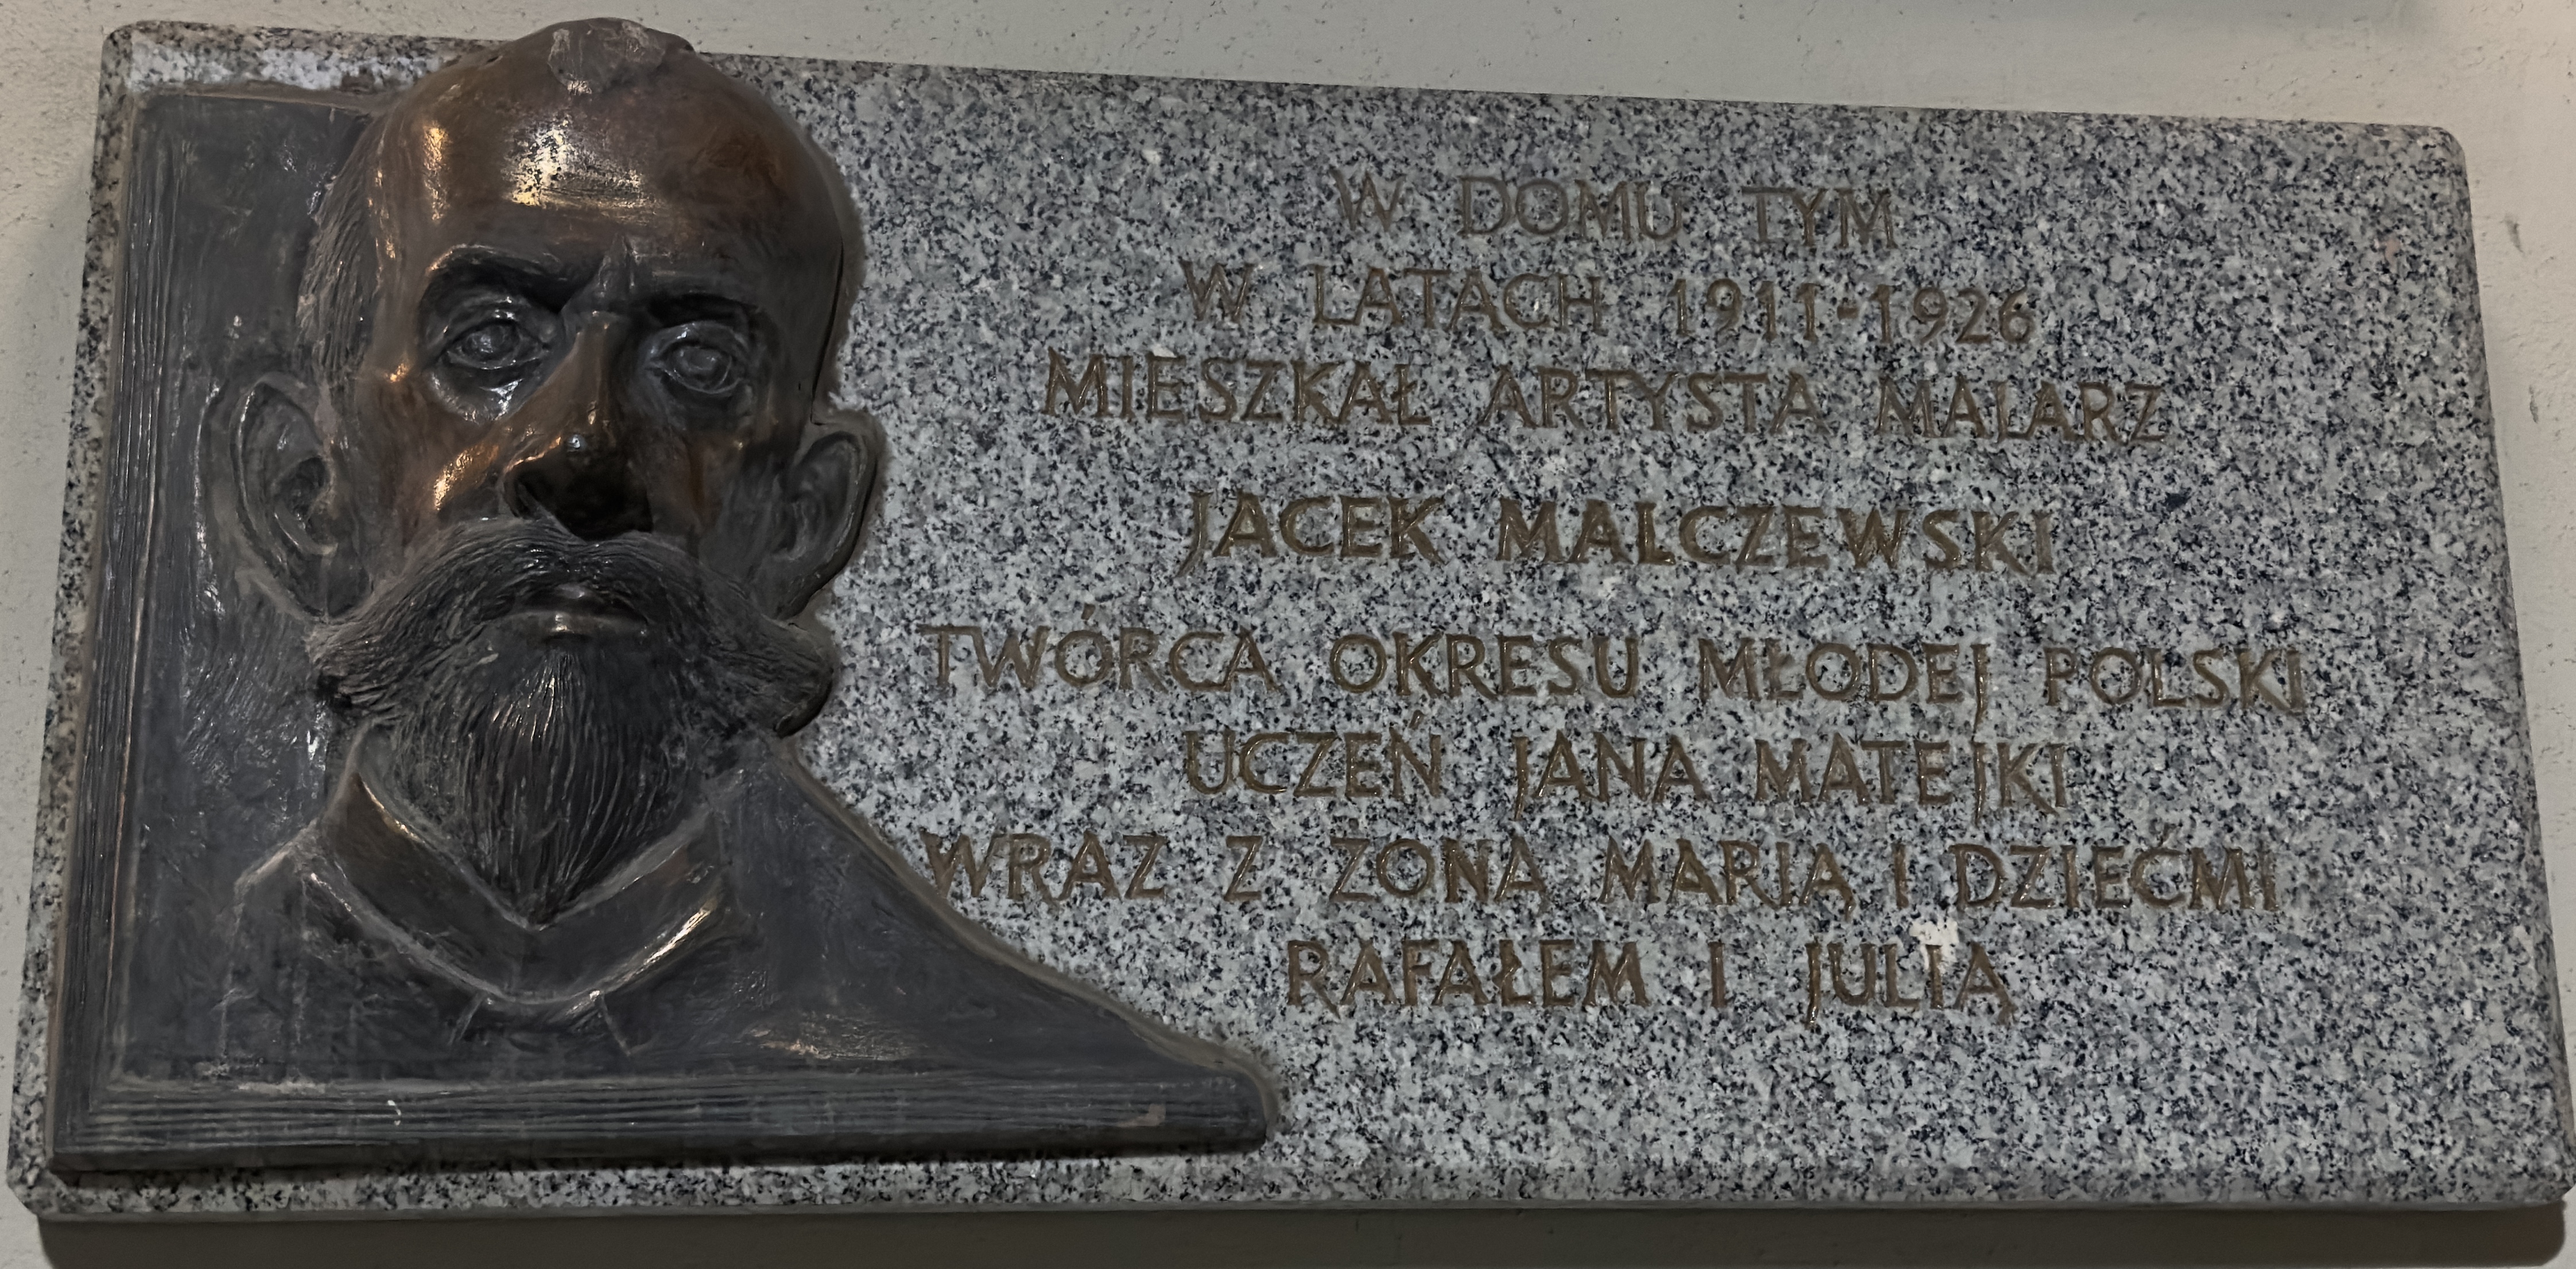 W DOMU TYM
W LATACH 1911-1926
MIESZKAŁ ARTYSTA MALARZ
JACEK MALCZEWSKI
TWÓRCA OKRESU MŁODEJ POLSKI
UCZEŃ JANA MATEJKI
WRAZ Z ŻONĄ MARIĄ I DZIEĆMI
RAFAŁEM I JULIĄ